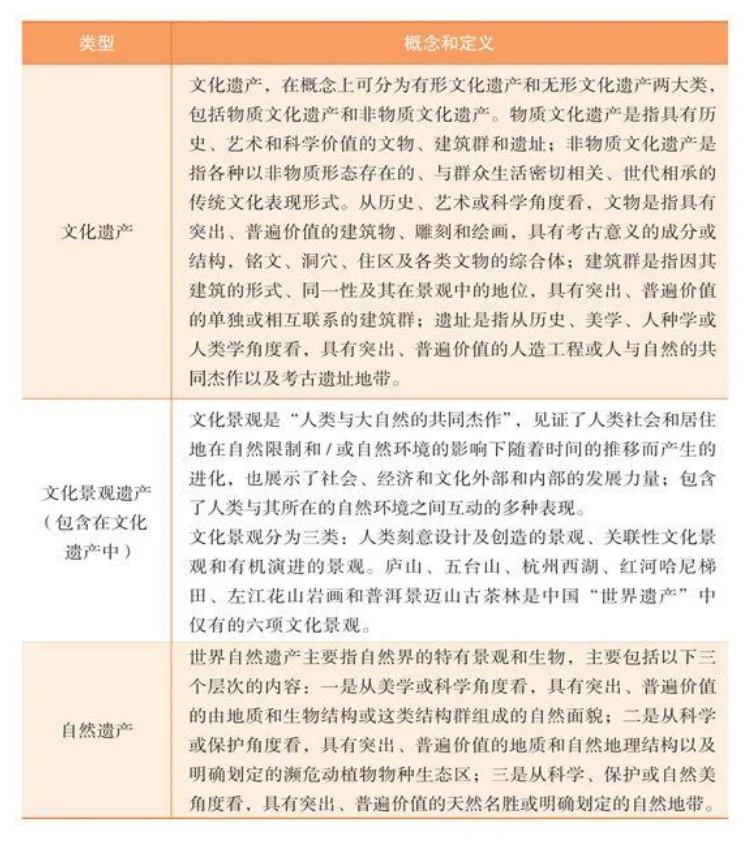 类型
概念和定义
文化遗产
文化遗产，在概念上可分为有形文化遗产和无形文化遗产两大类，
包括物质文化遗产和非物质文化遗产。物质文化遗产是指具有历
史、艺术和科学价值的文物、建筑群和遗址；非物质文化遗产是
指各种以非物质形态存在的、与群众生活密切相关、世代相承的
传统文化表现形式。从历史、艺术或科学角度看，文物是指具有
突出、普遍价值的建筑物、雕刻和绘画，具有考古意义的成分或
结构，铭文、洞穴、住区及各类文物的综合体；建筑群是指因其
建筑的形式、同一性及其在景观中的地位，具有突出、普遍价值
的单独或相互联系的建筑群；遗址是指从历史、美学、人种学或
人类学角度看，具有突出、普遍价值的人造工程或人与自然的共
同杰作以及考古遗址地带。
文化景观遗产
（包含在文化
遗产中）
文化景观是“人类与大自然的共同杰作”，见证了人类社会和居住
地在自然限制和/或自然环境的影响下随着时间的推移而产生的
进化，也展示了社会、经济和文化外部和内部的发展力量；包含
了人类与其所在的自然环境之间互动的多种表现。
文化景观分为三类：人类刻意设计及创造的景观、关联性文化景
观和有机演进的景观。庐山、五台山、杭州西湖、红河哈尼梯
田、左江花山岩画和普洱景迈山古茶林是中国“世界遗产”中
仅有的六项文化景观。
自然遗产
世界自然遗产主要指自然界的特有景观和生物，主要包括以下三
个层次的内容：一是从美学或科学角度看，具有突出、普遍价值
的由地质和生物结构或这类结构群组成的自然面貌；二是从科学
或保护角度看，具有突出、普遍价值的地质和自然地理结构以及
明确划定的濒危动植物物种生态区；三是从科学、保护或自然美
角度看，具有突出、普遍价值的天然名胜或明确划定的自然地带。